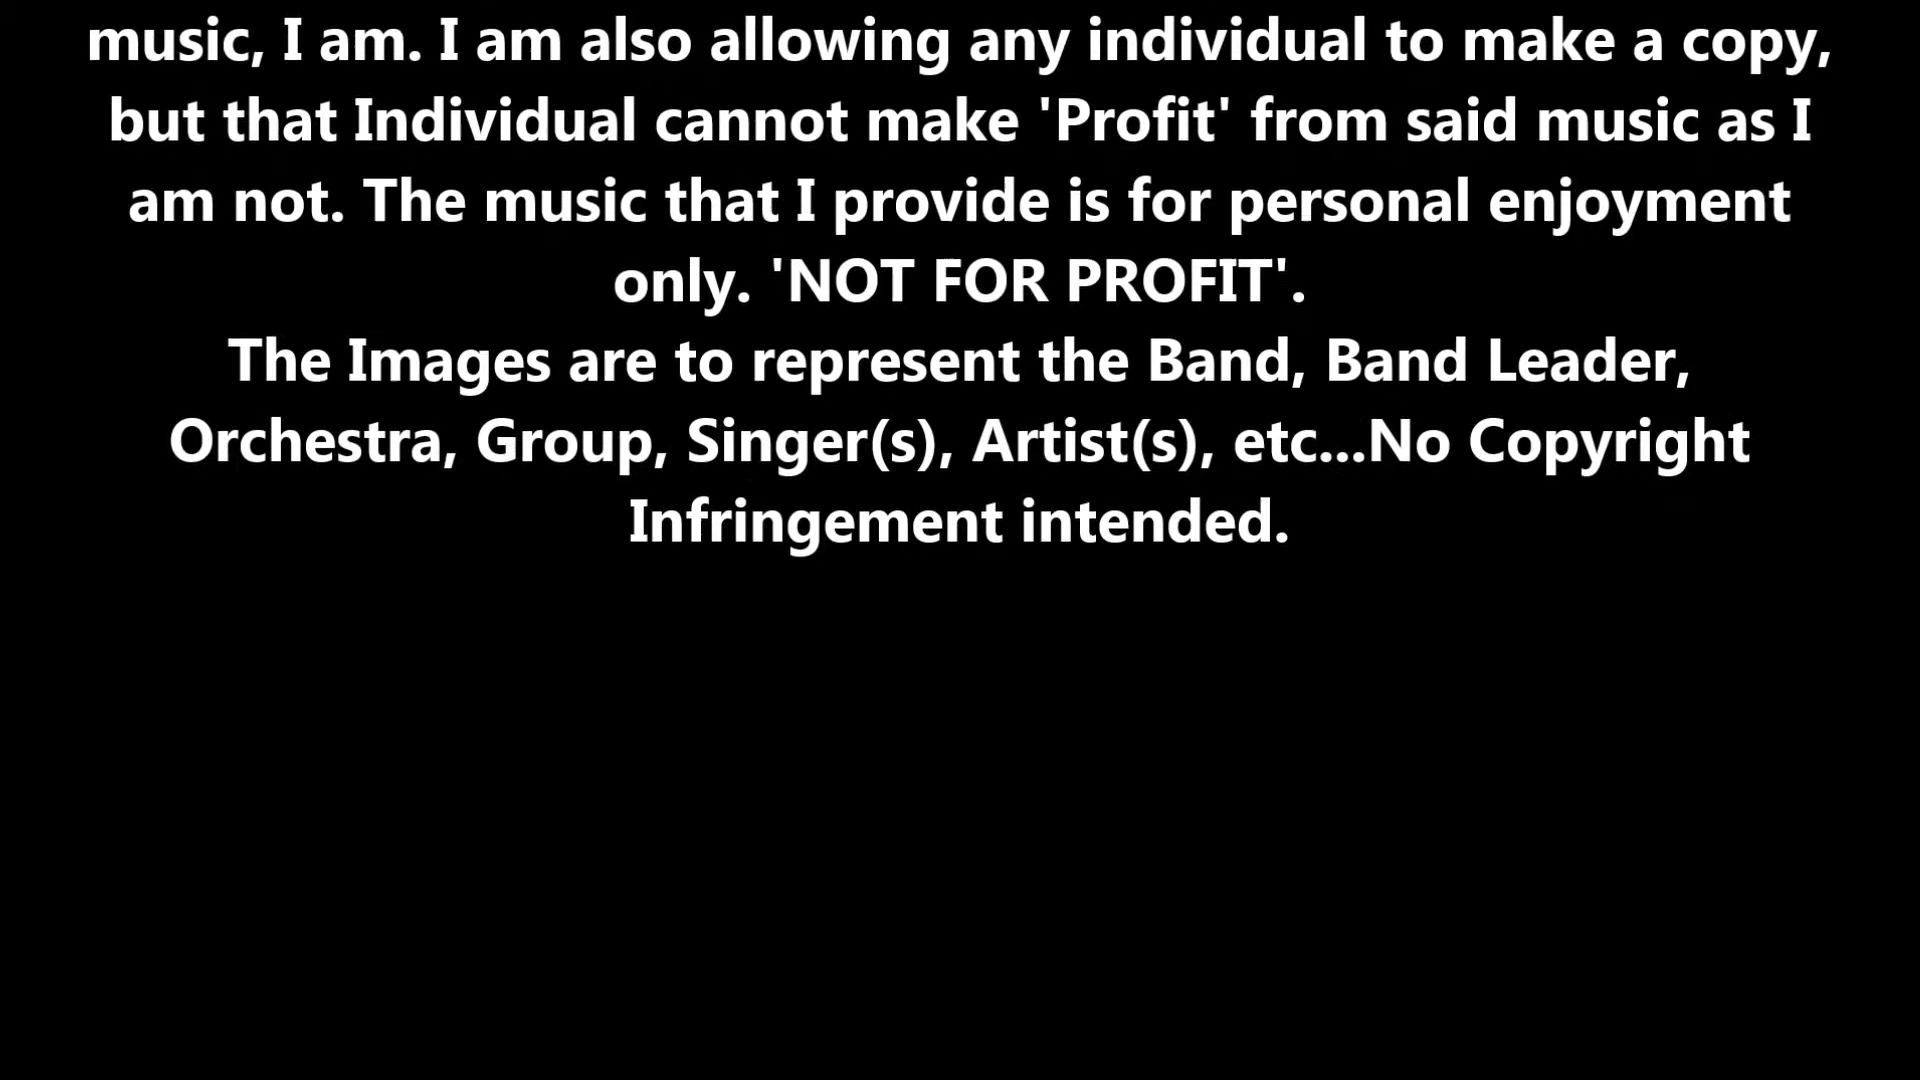 music, I am. I am also allowing any individual to make a copy,
but that Individual cannot make 'Profit' from said music as I
am not. The music that I provide is for personal enjoyment
only. 'NOT FOR PROFIT'.
The Images are to represent the Band, Band Leader,
Orchestra, Group, Singer(s), Artist(s), etc...No Copyright
Infringement intended.